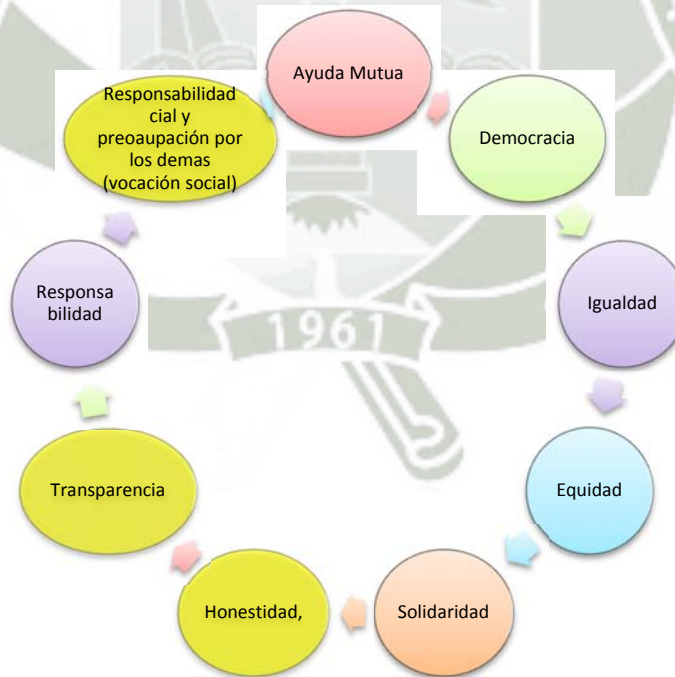 Ayuda Mutua
Democracia
Igualdad
Equidad
Solidaridad
Honestidad,
Transparencia
Responsa
bilidad
Responsabilidad
cial y
preoaupación por
los demas
(vocación social)
1961